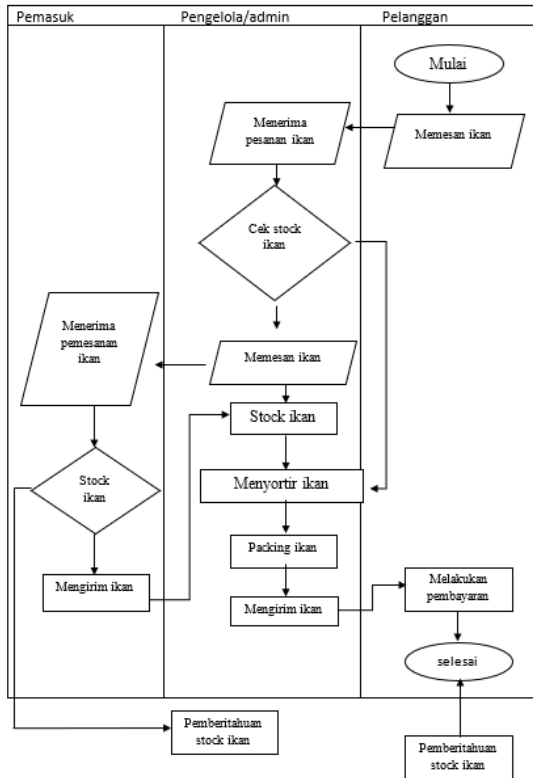 Pemasuk
Pengelola/admin
Pelanggan
Mulai
Memesan ikan
Menerima
pesanan ikan
Cek stock
ikan
Memesan ikan
Menerima
pemesanan
ikan
Stock ikan
Stock
ikan
Menyortir ikan
Packing ikan
Mengirim ikan
Mengirim ikan
Melakukan
pembayaran
selesai
Pemberitahuan
stock ikan
Pemberitahuan
stock ikan